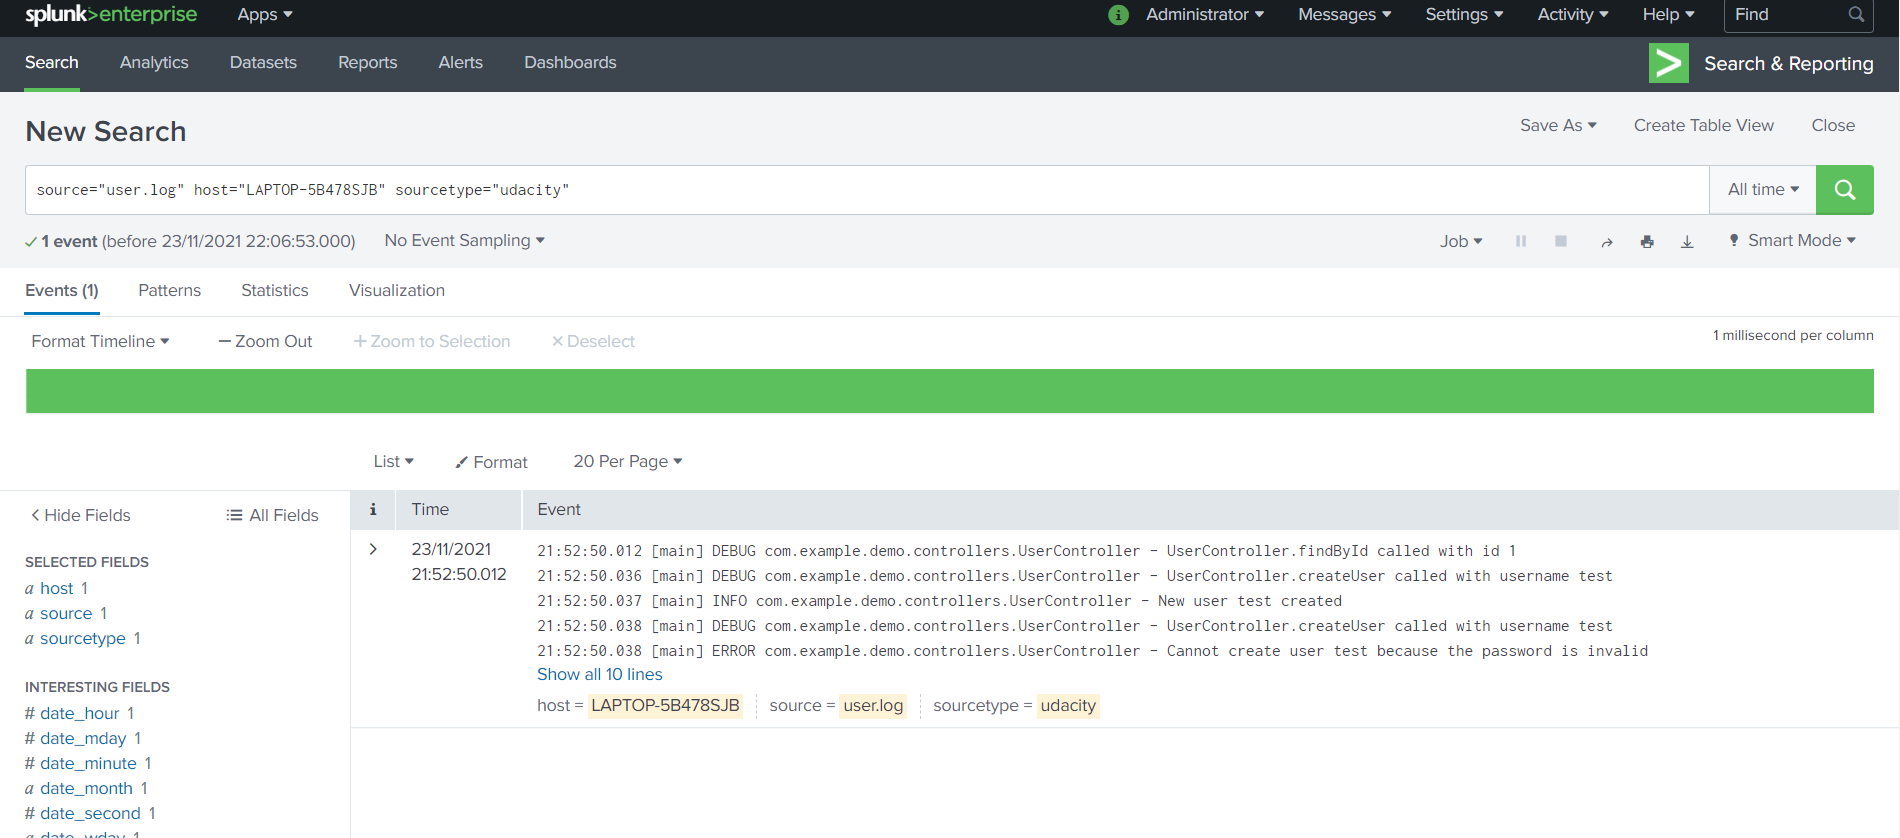 splunk>enterprise Apps Administrator Messages Settings Activity Help Find
Search Analytics Datasets Reports Alerts Dashboards Search & Reporting
New Search Save As Create Table View Close
source="user.log" host="LAPTOP-5B478SJB" sourcetype="udacity" All time
1 event (before 23/11/2021 22:06:53.000) No Event Sampling Job Smart Mode
Events (1) Patterns Statistics Visualization
Format Timeline — Zoom Out + Zoom to Selection × Deselect 1 millisecond per column
List Format 20 Per Page
< Hide Fields All Fields
i Time Event
SELECTED FIELDS
a host 1
a source 1
a sourcetype 1
INTERESTING FIELDS
# date_hour 1
# date_mday 1
# date_minute 1
a date_month 1
# date_second 1
a date_wday 1
> 23/11/2021
21:52:50.012
21:52:50.012 [main] DEBUG com.example.demo.controllers.UserController - UserController.findById called with id 1
21:52:50.036 [main] DEBUG com.example.demo.controllers.UserController - UserController.createUser called with username test
21:52:50.037 [main] INFO com.example.demo.controllers.UserController - New user test created
21:52:50.038 [main] DEBUG com.example.demo.controllers.UserController - UserController.createUser called with username test
21:52:50.038 [main] ERROR com.example.demo.controllers.UserController - Cannot create user test because the password is invalid
Show all 10 lines
host = LAPTOP-5B478SJB source = user.log sourcetype = udacity